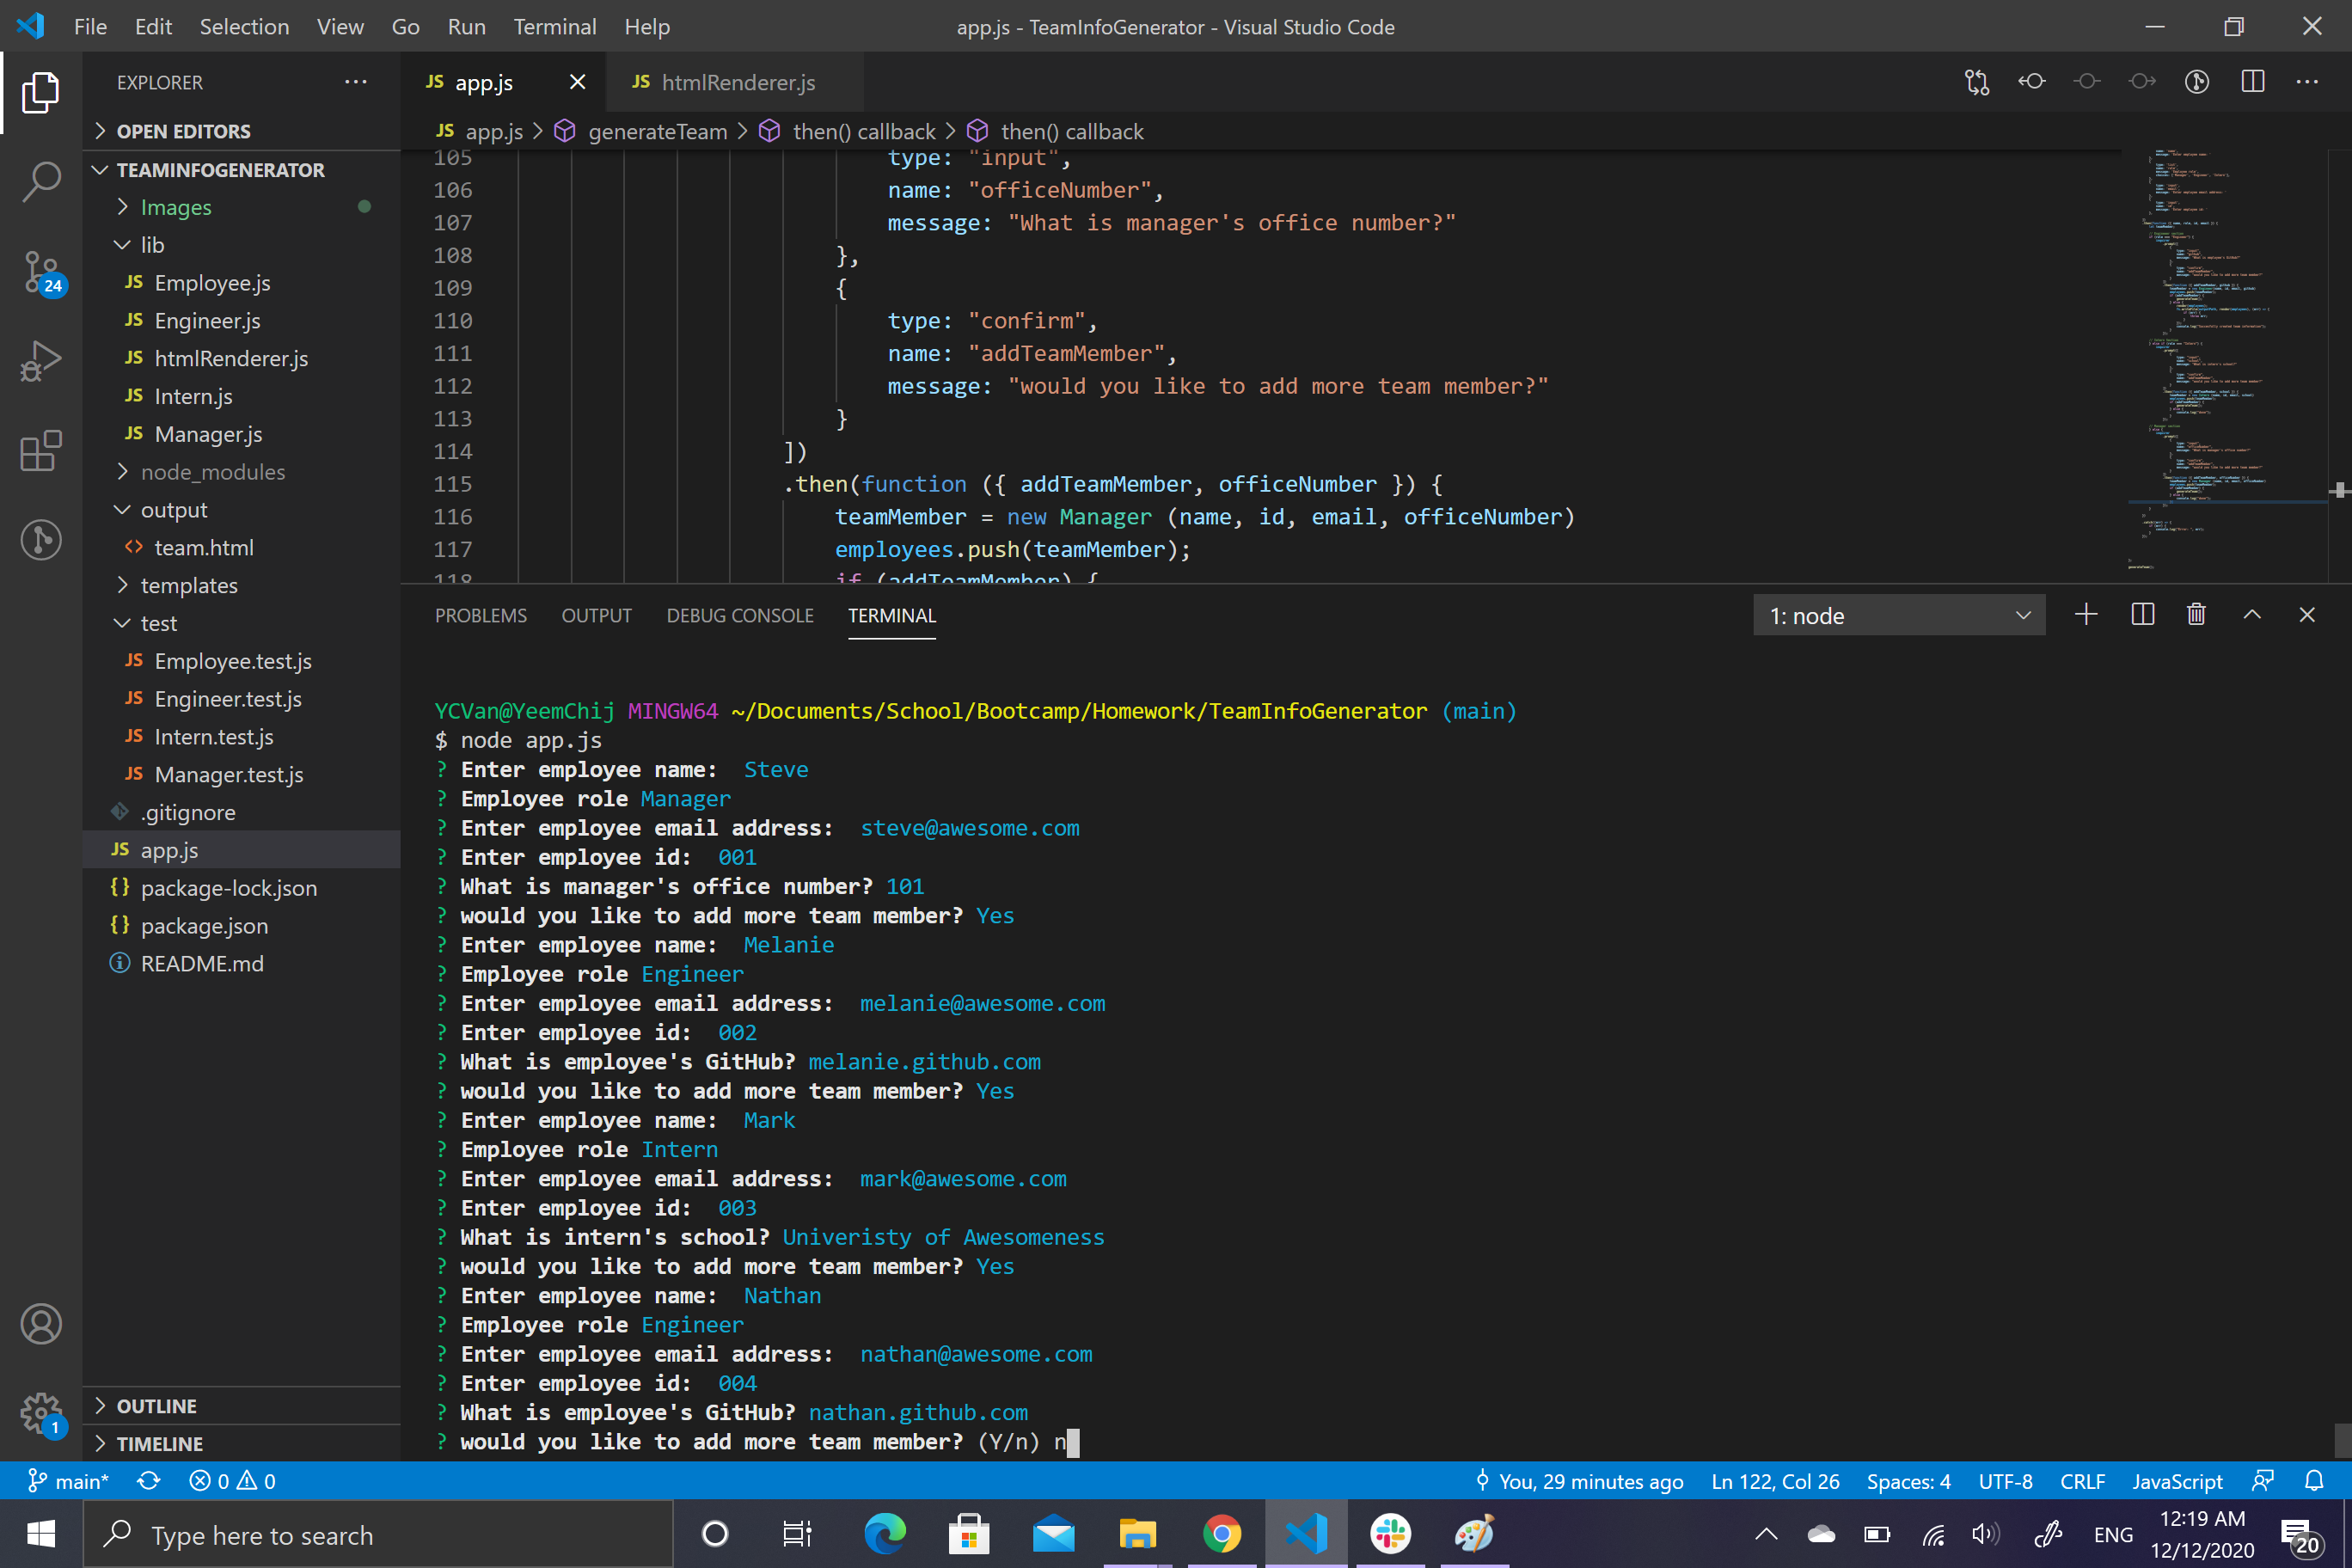 File Edit Selection View Go Run Terminal Help
app.js - TeamInfoGenerator - Visual Studio Code
EXPLORER
JS app.js
JS htmlRenderer.js
OPEN EDITORS
JS app.js > generateTeam > then() callback > then() callback
TEAMINFOGENERATOR
Images
lib
JS Employee.js
JS Engineer.js
JS htmlRenderer.js
JS Intern.js
JS Manager.js
node_modules
output
<> team.html
templates
test
JS Employee.test.js
JS Engineer.test.js
JS Intern.test.js
JS Manager.test.js
.gitignore
JS app.js
{} package-lock.json
{} package.json
README.md
OUTLINE
TIMELINE
24
1
105 type: "input",
106 name: "officeNumber",
107 message: "What is manager's office number?"
108 },
109 {
110 type: "confirm",
111 name: "addTeamMember",
112 message: "would you like to add more team member?"
113 }
114 ])
115 .then(function ({ addTeamMember, officeNumber }) {
116 teamMember = new Manager (name, id, email, officeNumber)
117 employees.push(teamMember);
118 if (addTeamMember) {
PROBLEMS OUTPUT DEBUG CONSOLE TERMINAL
1: node
YCVan@YeemChij MINGW64 ~/Documents/School/Bootcamp/Homework/TeamInfoGenerator (main)
$ node app.js
? Enter employee name:  Steve
? Employee role Manager
? Enter employee email address:  steve@awesome.com
? Enter employee id:  001
? What is manager's office number? 101
? would you like to add more team member? Yes
? Enter employee name:  Melanie
? Employee role Engineer
? Enter employee email address:  melanie@awesome.com
? Enter employee id:  002
? What is employee's GitHub? melanie.github.com
? would you like to add more team member? Yes
? Enter employee name:  Mark
? Employee role Intern
? Enter employee email address:  mark@awesome.com
? Enter employee id:  003
? What is intern's school? Univeristy of Awesomeness
? would you like to add more team member? Yes
? Enter employee name:  Nathan
? Employee role Engineer
? Enter employee email address:  nathan@awesome.com
? Enter employee id:  004
? What is employee's GitHub? nathan.github.com
? would you like to add more team member? (Y/n) n
main* 0 0
You, 29 minutes ago Ln 122, Col 26 Spaces: 4 UTF-8 CRLF JavaScript
Type here to search
ENG
12:19 AM
12/12/2020
20